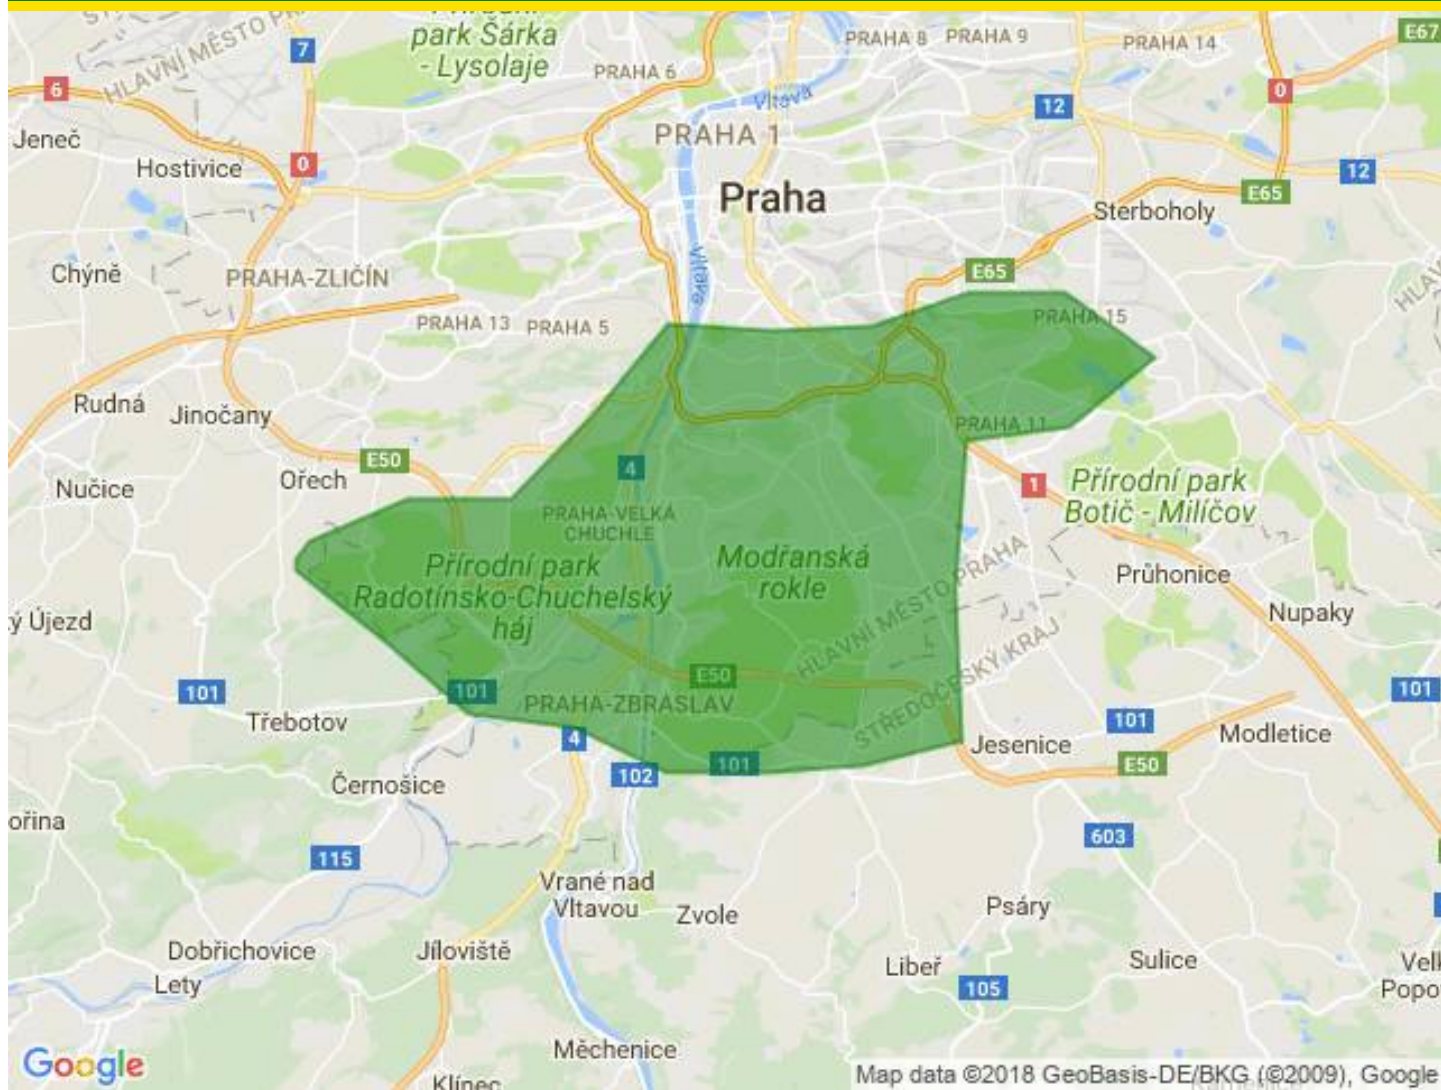 park Šárka
- Lysolaje
HLAVNÍ MĚSTO
PRAHA 8
PRAHA 9
PRAHA 14
E67
7
PRAHA 6
6
0
Vltava
12
Jeneč
PRAHA 1
Hostivice
0
12
Praha
E65
Sterboholy
Chýně
PRAHA-ZLIČÍN
Vltava
E65
PRAHA 13
PRAHA 5
PRAHA 15
Rudná
Jinočany
PRAHA 11
E50
4
Ořech
Nučice
1
Přírodní park
Botič - Milíčov
PRAHA-VELKÁ
CHUCHLE
Přírodní park
Radotínsko-Chuchelský
háj
Modřanská
rokle
HLAVNÍ MĚSTO PRAHA
Průhonice
ý Újezd
Nupaky
STŘEDOČESKÝ KRAJ
101
101
E50
101
Třebotov
PRAHA-ZBRASLAV
101
Modletice
4
Jesenice
101
E50
102
Černošice
ořina
603
115
Vrané nad
Vltavou
Zvole
Psáry
Dobřichovice
Jíloviště
Libeř
Sulice
Lety
105
Popo
Měchenice
Google
Klínec
Map data ©2018 GeoBasis-DE/BKG (©2009), Google